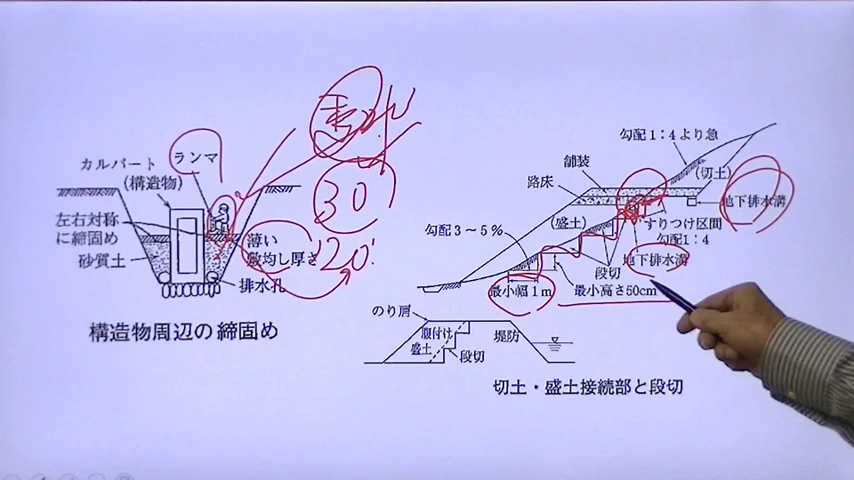 カルバート
(構造物)
ランマ
左右対称
に締固め
砂質土
薄い
敷均し厚さ
排水孔
30
20
構造物周辺の締固め
勾配1：4より急
舗装
路床
(切土)
地下排水溝
(盛土)
すりつけ区間
勾配1：4
勾配3～5%
段切
地下排水溝
最小幅1m
最小高さ50cm
のり肩
腹付け
盛土
堤防
段切
切土・盛土接続部と段切